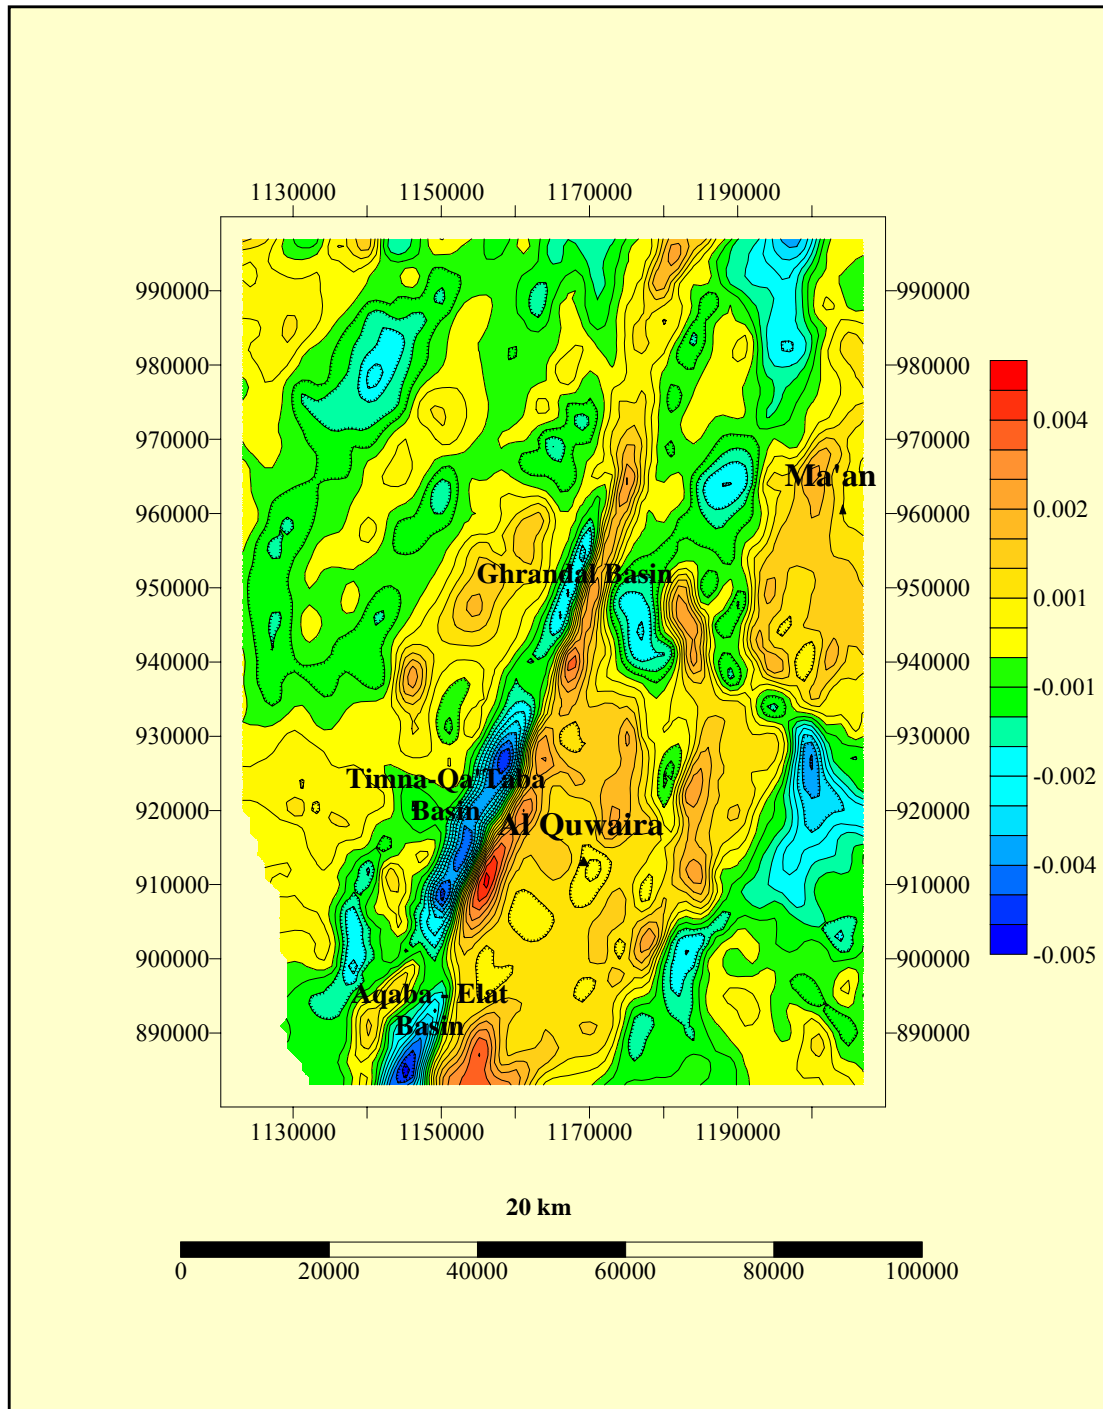 1130000 1150000 1170000 1190000
990000 990000
980000 980000
970000 970000
960000 960000
950000 950000
940000 940000
930000 930000
920000 920000
910000 910000
900000 900000
890000 890000
Ma'an
Ghrandal Basin
Timna-Qa'Taba
Basin
Al Quwaira
Aqaba - Elat
Basin
0.004
0.002
0.001
-0.001
-0.002
-0.004
-0.005
1130000 1150000 1170000 1190000
20 km
0 20000 40000 60000 80000 100000